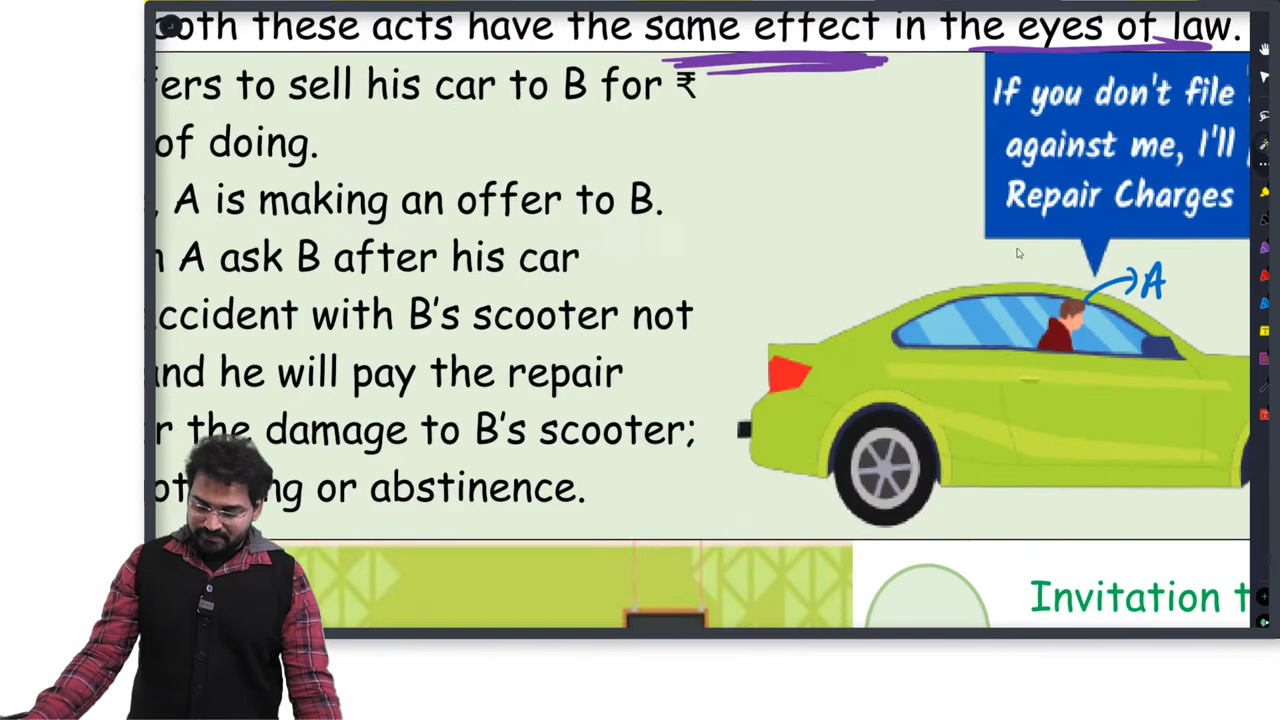 both these acts have the same effect in the eyes of law.
fers to sell his car to B for ₹
of doing.
, A is making an offer to B.
A ask B after his car
ccident with B's scooter not
and he will pay the repair
r the damage to B's scooter;
or abstinence.
If you don't file
against me, I'll
Repair Charges
A
Invitation t